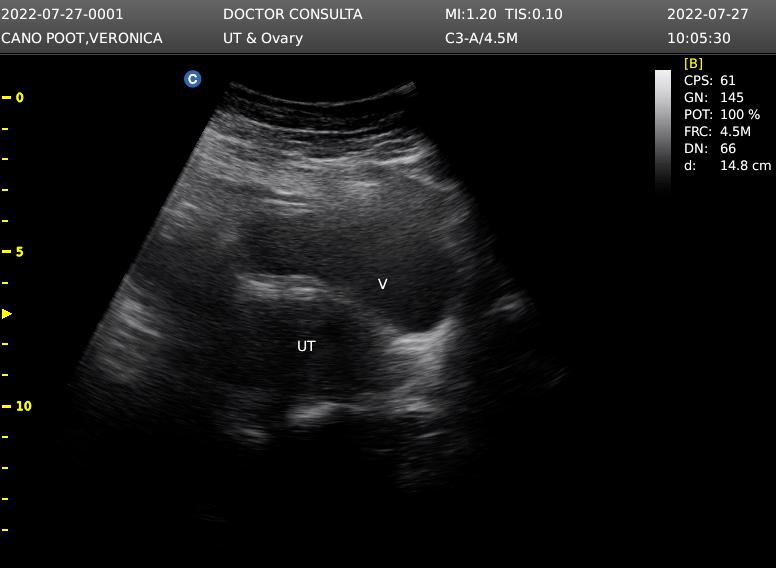 2022-07-27-0001 DOCTOR CONSULTA MI:1.20 TIS:0.10 2022-07-27
CANO POOT,VERONICA UT & Ovary C3-A/4.5M 10:05:30
C
[B]
CPS: 61
GN: 145
POT: 100 %
FRC: 4.5M
DN: 66
d: 14.8 cm
0
5
V
UT
10